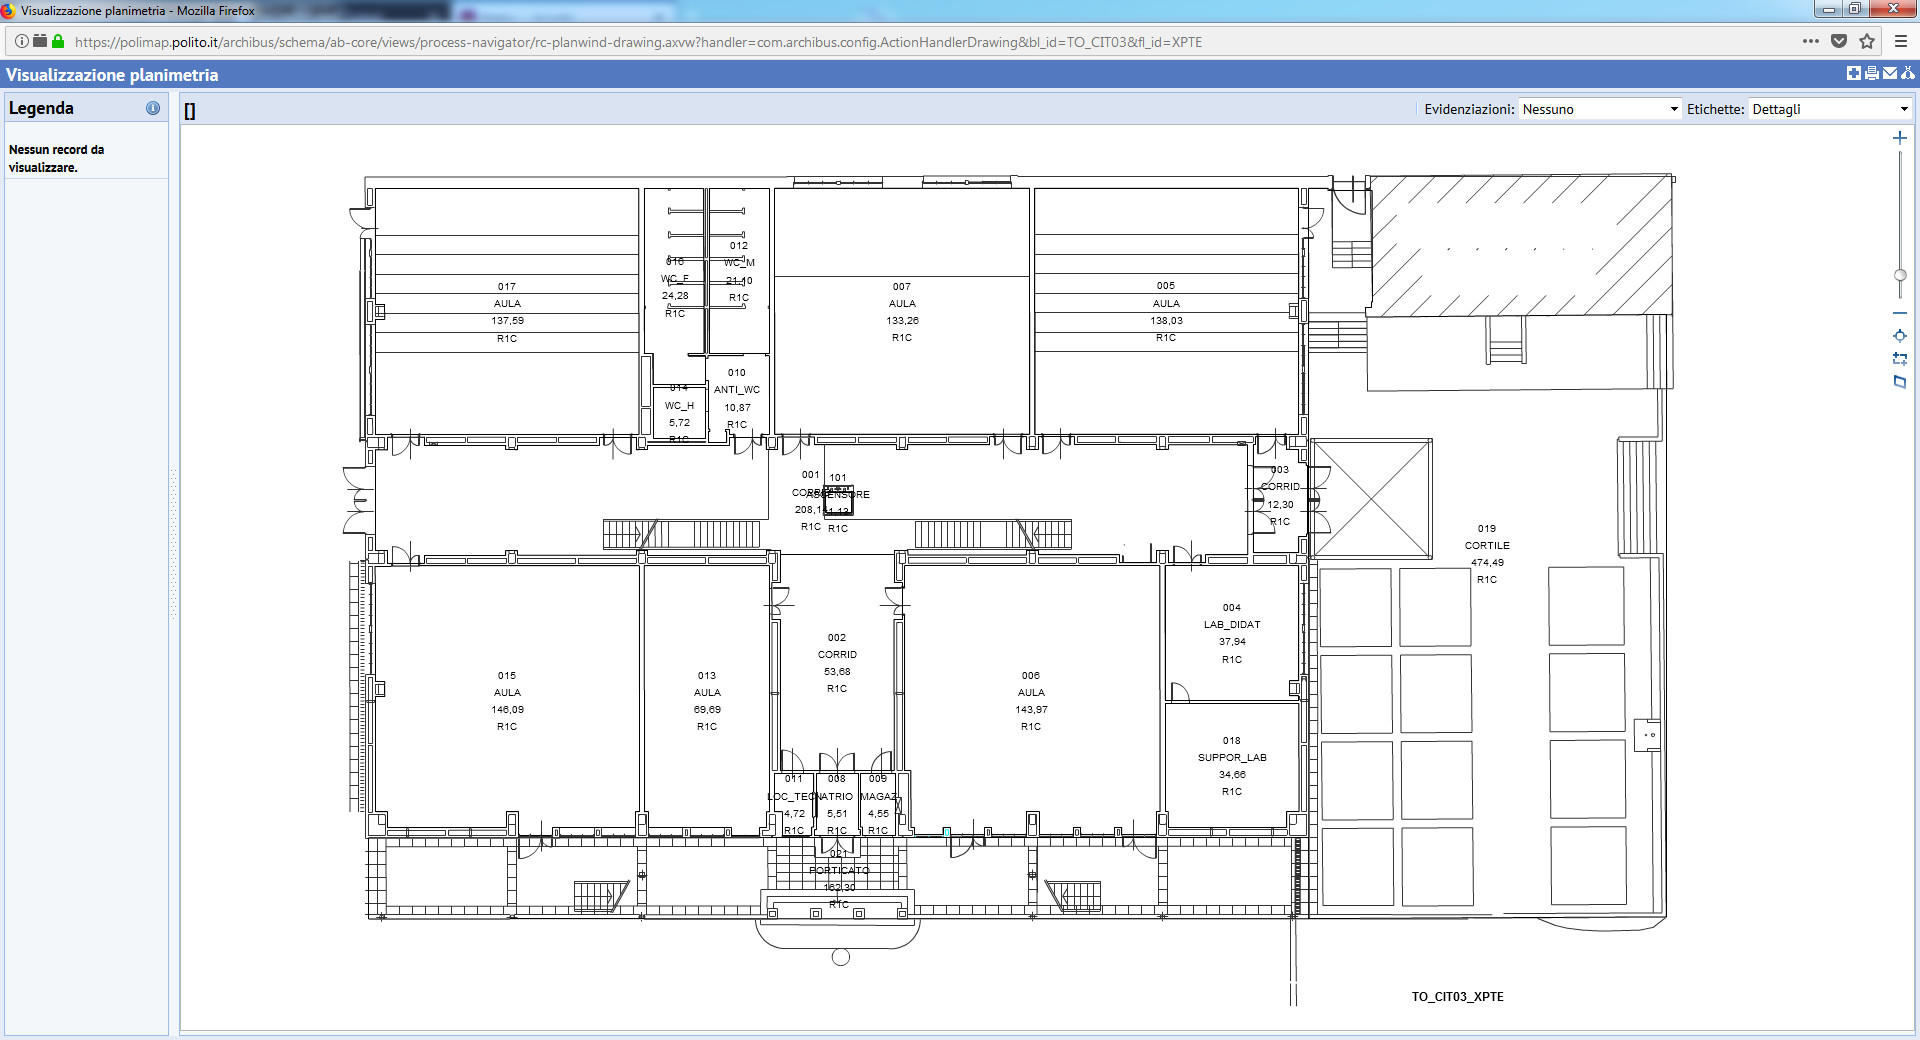 Visualizzazione planimetria - Mozilla Firefox
https://polimap.polito.it/archibus/schema/ab-core/views/process-navigator/rc-planwind-drawing.axvw?handler=com.archibus.config.ActionHandlerDrawing&bl_id=TO_CIT03&fl_id=XPTE
Visualizzazione planimetria
Legenda
[]
Evidenziazioni: Nessuno
Etichette: Dettagli
Nessun record da
visualizzare.
017
AULA
137,59
R1C
016
WC_F
24,28
R1C
012
WC_M
21,10
R1C
014
WC_H
5,72
R1C
010
ANTI_WC
10,87
R1C
007
AULA
133,26
R1C
005
AULA
138,03
R1C
001
R1C
101
ASCENSORE
R1C
003
CORRID
12,30
R1C
019
CORTILE
474,49
R1C
015
AULA
146,09
R1C
013
AULA
69,69
R1C
002
CORRID
53,68
R1C
006
AULA
143,97
R1C
004
LAB_DIDAT
37,94
R1C
018
SUPPOR_LAB
34,66
R1C
011
LOC_TECN
4,72
R1C
008
ATRIO
5,51
R1C
009
MAGAZ
4,55
R1C
021
PORTICATO
162,30
R1C
TO_CIT03_XPTE